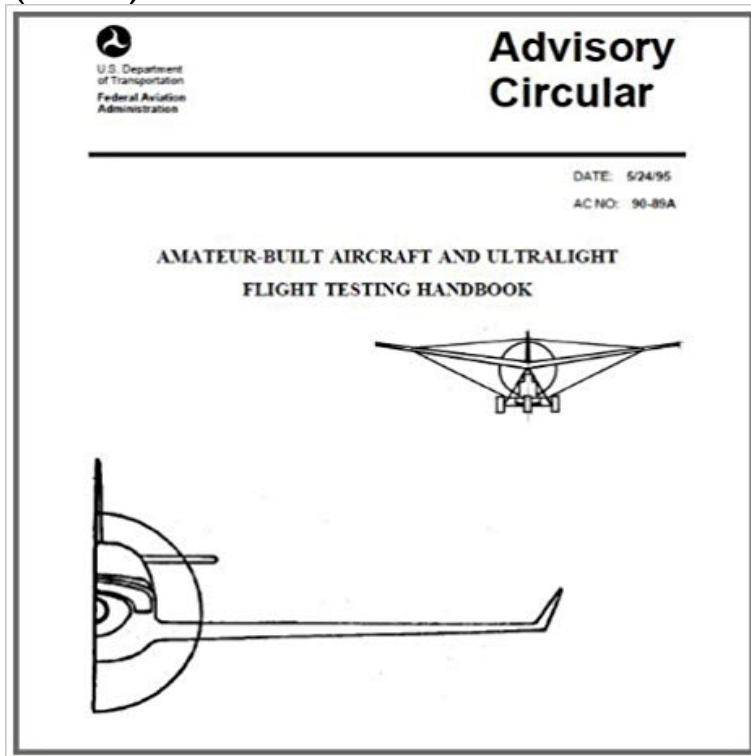 U.S. Department
of Transportation
Federal Aviation
Administration
Advisory
Circular
DATE: 5/24/95
AC NO: 90-89A
AMATEUR-BUILT AIRCRAFT AND ULTRALIGHT
FLIGHT TESTING HANDBOOK